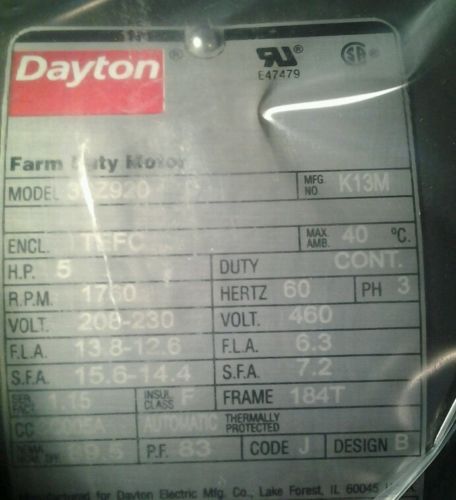 Dayton ®
E47479
Farm Duty Motor
MODEL
MFG. NO. K13M
ENCL. TEFC
MAX. AMB. 40 °C.
H.P. 5 DUTY CONT.
R.P.M. 1760 HERTZ 60 PH 3
VOLT. 208-230 VOLT. 460
F.L.A. 13.8-12.6 F.L.A. 6.3
S.F.A. 15.6-14.4 S.F.A. 7.2
SER. FACT. 1.15 INSUL. CLASS F FRAME 184T
CC AUTOMATIC THERMALLY PROTECTED
P.F. 83 CODE J DESIGN B
for Dayton Electric Mfg. Co., Lake Forest, IL 60045